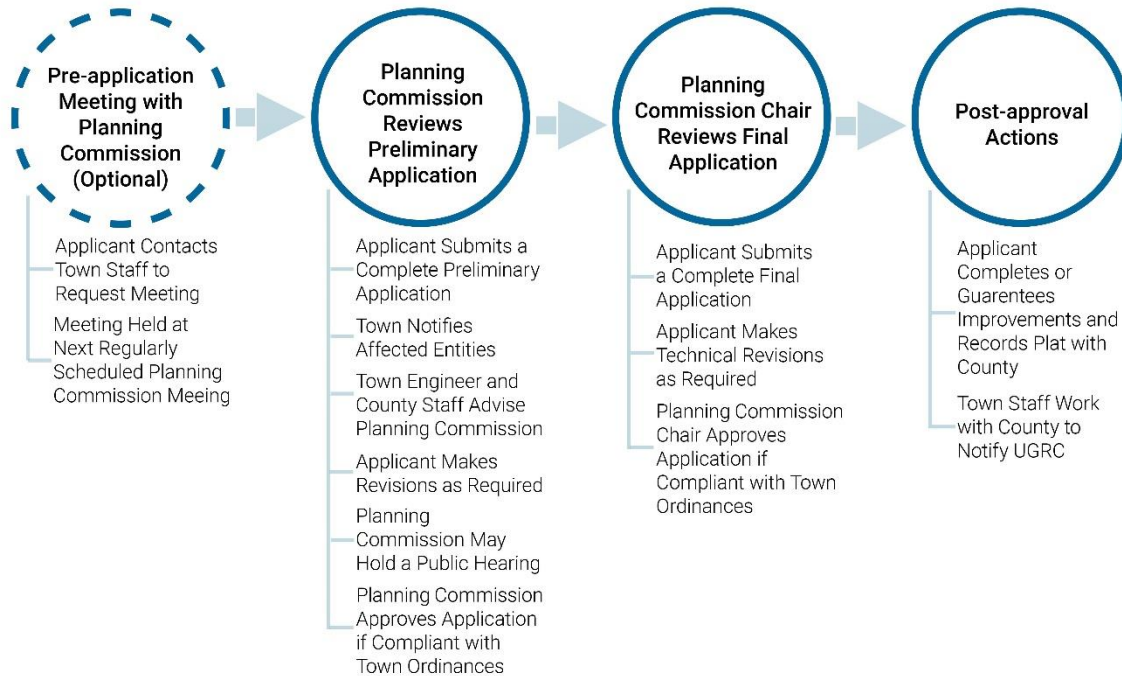 Pre-application
Meeting with
Planning
Commission
(Optional)
Applicant Contacts
Town Staff to
Request Meeting
Meeting Held at
Next Regularly
Scheduled Planning
Commission Meeing
Planning
Commission
Reviews
Preliminary
Application
Applicant Submits a
Complete Preliminary
Application
Town Notifies
Affected Entities
Town Engineer and
County Staff Advise
Planning Commission
Applicant Makes
Revisions as Required
Planning
Commission May
Hold a Public Hearing
Planning Commission
Approves Application
if Compliant with
Town Ordinances
Planning
Commission Chair
Reviews Final
Application
Applicant Submits
a Complete Final
Application
Applicant Makes
Technical Revisions
as Required
Planning Commission
Chair Approves
Application if
Compliant with Town
Ordinances
Post-approval
Actions
Applicant
Completes or
Guarentees
Improvements and
Records Plat with
County
Town Staff Work
with County to
Notify UGRC